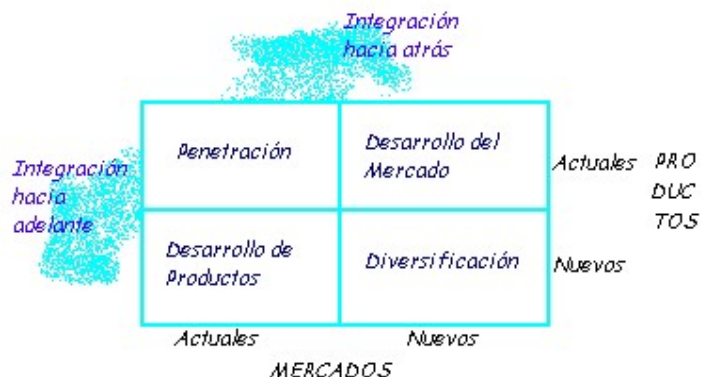 Integración
hacia atrás
Penetración
Desarrollo del
Mercado
Actuales
PRO
DUC
TOS
Integración
hacia
adelante
Desarrollo de
Productos
Diversificación
Nuevos
Actuales
Nuevos
MERCADOS